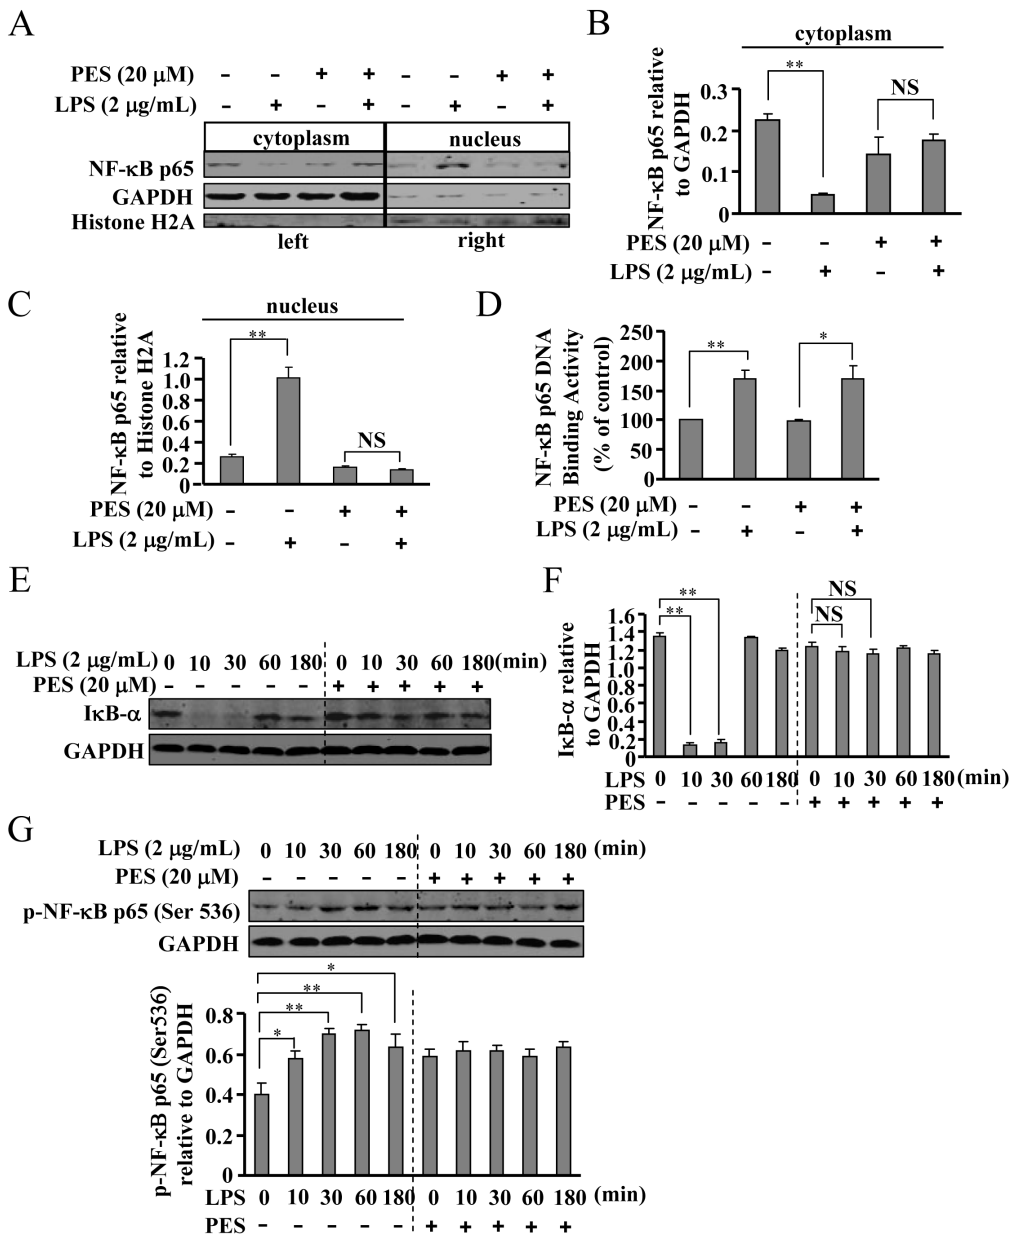 A
PES (20 μM) – – + + – – + +
LPS (2 μg/mL) – + – + – + – +
cytoplasm nucleus
NF-κB p65
GAPDH
Histone H2A
left right
B
cytoplasm
**
NS
NF-κB p65 relative
to GAPDH
0.3
0.2
0.1
0
PES (20 μM) – – + +
LPS (2 μg/mL) – + – +
C
nucleus
**
NS
NF-κB p65 relative
to Histone H2A
1.2
1.0
0.8
0.6
0.4
0.2
0
PES (20 μM) – – + +
LPS (2 μg/mL) – + – +
D
NF-κB p65 DNA
Binding Activity
(% of control)
250
200
150
100
50
0
** *
PES (20 μM) – – + +
LPS (2 μg/mL) – + – +
E
LPS (2 μg/mL) 0 10 30 60 180 0 10 30 60 180 (min)
PES (20 μM) – – – – – + + + + +
IκB-α
GAPDH
F
IκB-α relative
to GAPDH
1.6
1.4
1.2
1.0
0.8
0.6
0.4
0.2
0
**
**
NS
NS
LPS 0 10 30 60 180 0 10 30 60 180 (min)
PES – – – – – + + + + +
G
LPS (2 μg/mL) 0 10 30 60 180 0 10 30 60 180 (min)
PES (20 μM) – – – – – + + + + +
p-NF-κB p65 (Ser 536)
GAPDH
p-NF-κB p65 (Ser536)
relative to GAPDH
0.8
0.6
0.4
0.2
0
*
**
**
*
LPS 0 10 30 60 180 0 10 30 60 180 (min)
PES – – – – – + + + + +